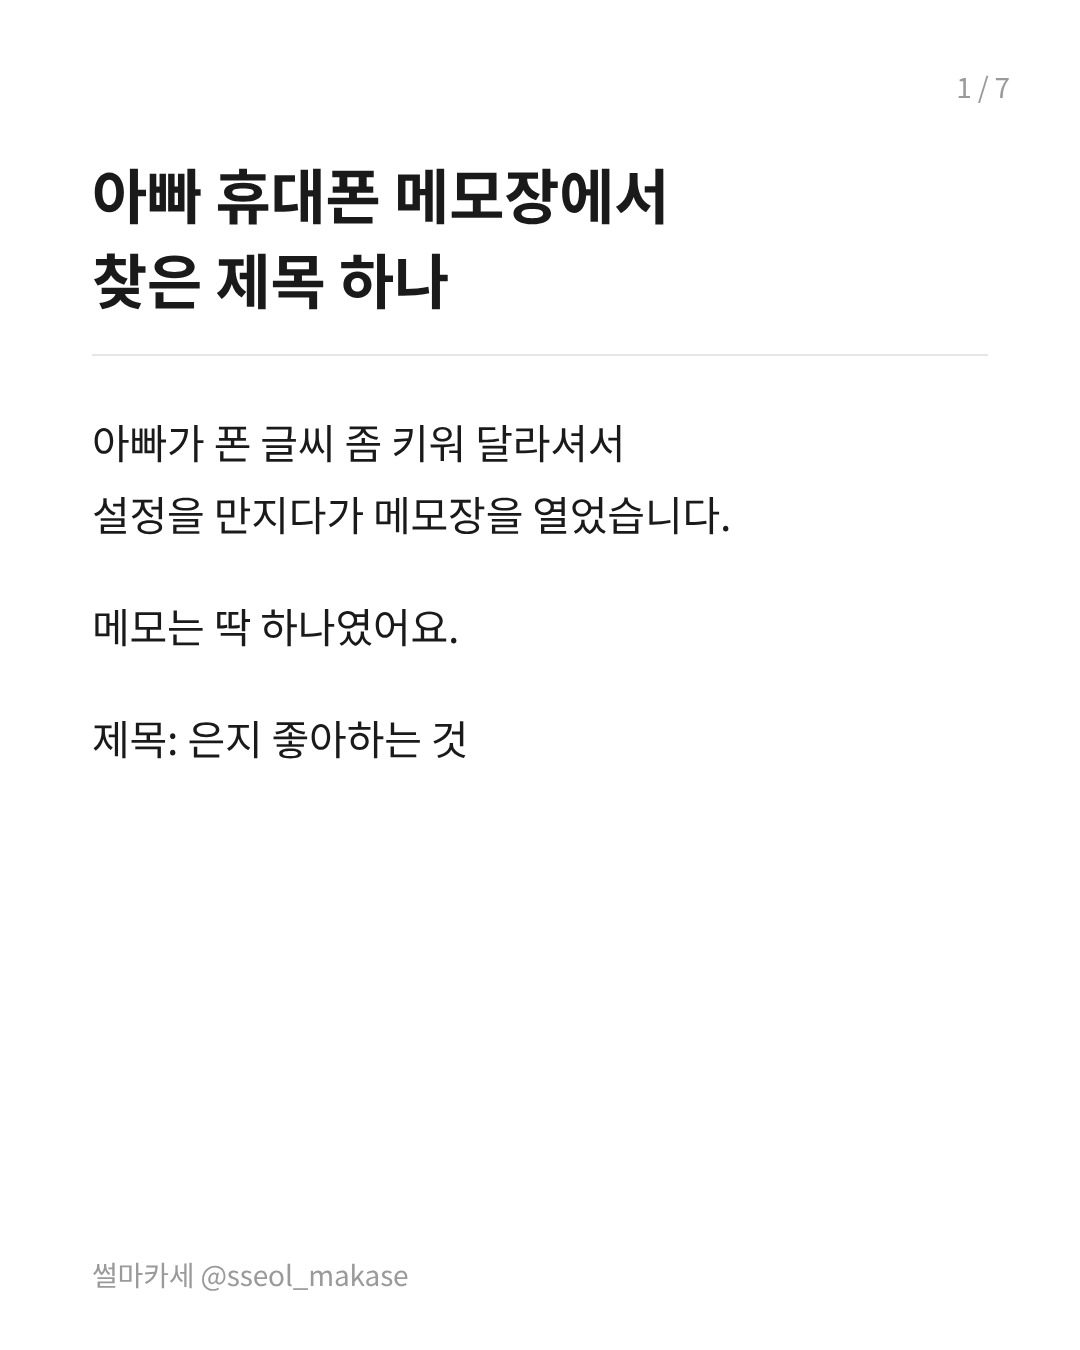 1 / 7
아빠 휴대폰 메모장에서
찾은 제목 하나
아빠가 폰 글씨 좀 키워 달라셔서
설정을 만지다가 메모장을 열었습니다.
메모는 딱 하나였어요.
제목: 은지 좋아하는 것
썰마카세 @sseol_makase